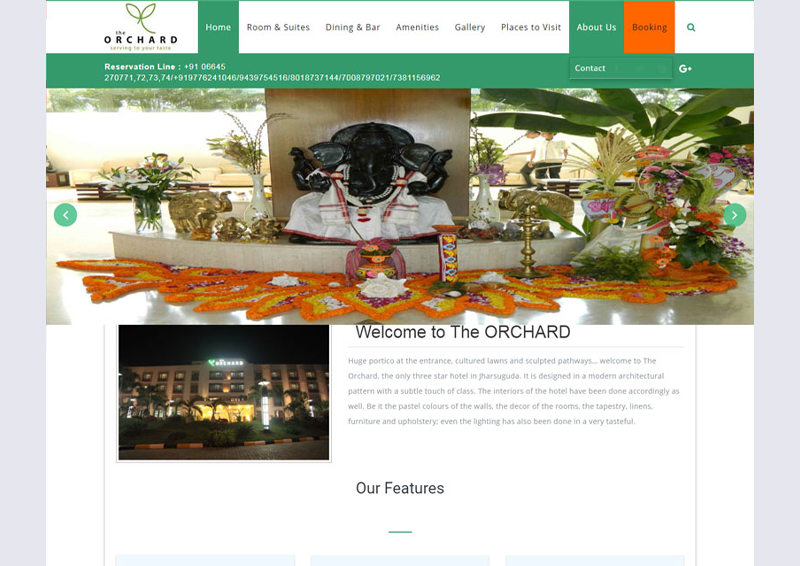 the
ORCHARD
serving to your taste
Home
Room & Suites
Dining & Bar
Amenities
Gallery
Places to Visit
About Us
Booking
Reservation Line : +91 06645
270771,72,73,74/+919776241046/9439754516/8018737144/7008797021/7381156962
Contact
G+
ORCHARD
Welcome to The ORCHARD
Huge portico at the entrance, cultured lawns and sculpted pathways... welcome to The
Orchard, the only three star hotel in Jharsuguda. It is designed in a modern architectural
pattern with a subtle touch of class. The interiors of the hotel have been done accordingly as
well. Be it the pastel colours of the walls, the decor of the rooms, the tapestry, linens,
furniture and upholstery; even the lighting has also been done in a very tasteful.
Our Features